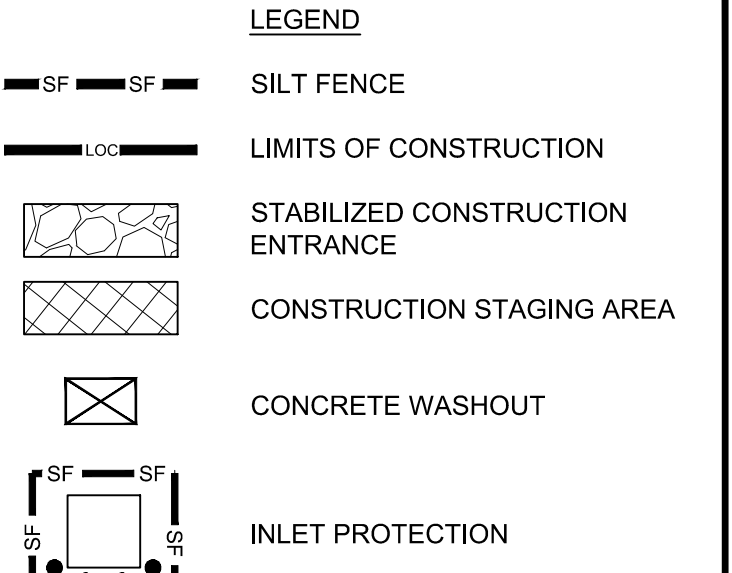 LEGEND
SF SF SILT FENCE
LOC LIMITS OF CONSTRUCTION
STABILIZED CONSTRUCTION
ENTRANCE
CONSTRUCTION STAGING AREA
CONCRETE WASHOUT
SF SF
SF SF INLET PROTECTION